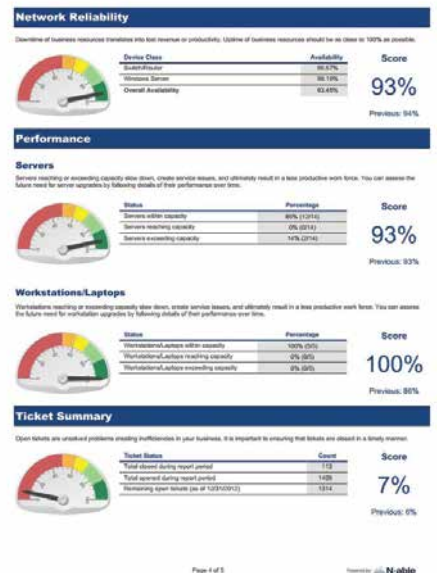 Network Reliability
Downtime of business resources translates into lost revenue or productivity. Uptime of business resources should be as close to 100% as possible.
Device Class Availability Score
Switch/Router
Windows Server
Overall Availability
93%
Previous: 94%
Performance
Servers
Servers reaching or exceeding capacity slow down, create service issues, and ultimately result in a less productive work force. You can assess the
future need for server upgrades by following details of their performance over time.
Status Percentage Score
Servers within capacity (12/14)
Servers reaching capacity 0% (0/14)
Servers exceeding capacity 14% (2/14)
93%
Previous: 93%
Workstations/Laptops
Workstations reaching or exceeding capacity slow down, create service issues, and ultimately result in a less productive work force. You can assess
the future need for workstation upgrades by following details of their performance over time.
Status Percentage Score
Workstations/Laptops within capacity 100% (5/5)
Workstations/Laptops reaching capacity 0% (0/5)
Workstations/Laptops exceeding capacity 0% (0/5)
100%
Previous: 86%
Ticket Summary
Open tickets are unsolved problems creating inefficiencies in your business. It is important to ensuring that tickets are closed in a timely manner.
Ticket Status Count Score
Total closed during report period 113
Total opened during report period
Remaining open tickets (as of 12/31/2012) 1314
7%
Previous: 6%
Page 4 of 5
Powered by N-able